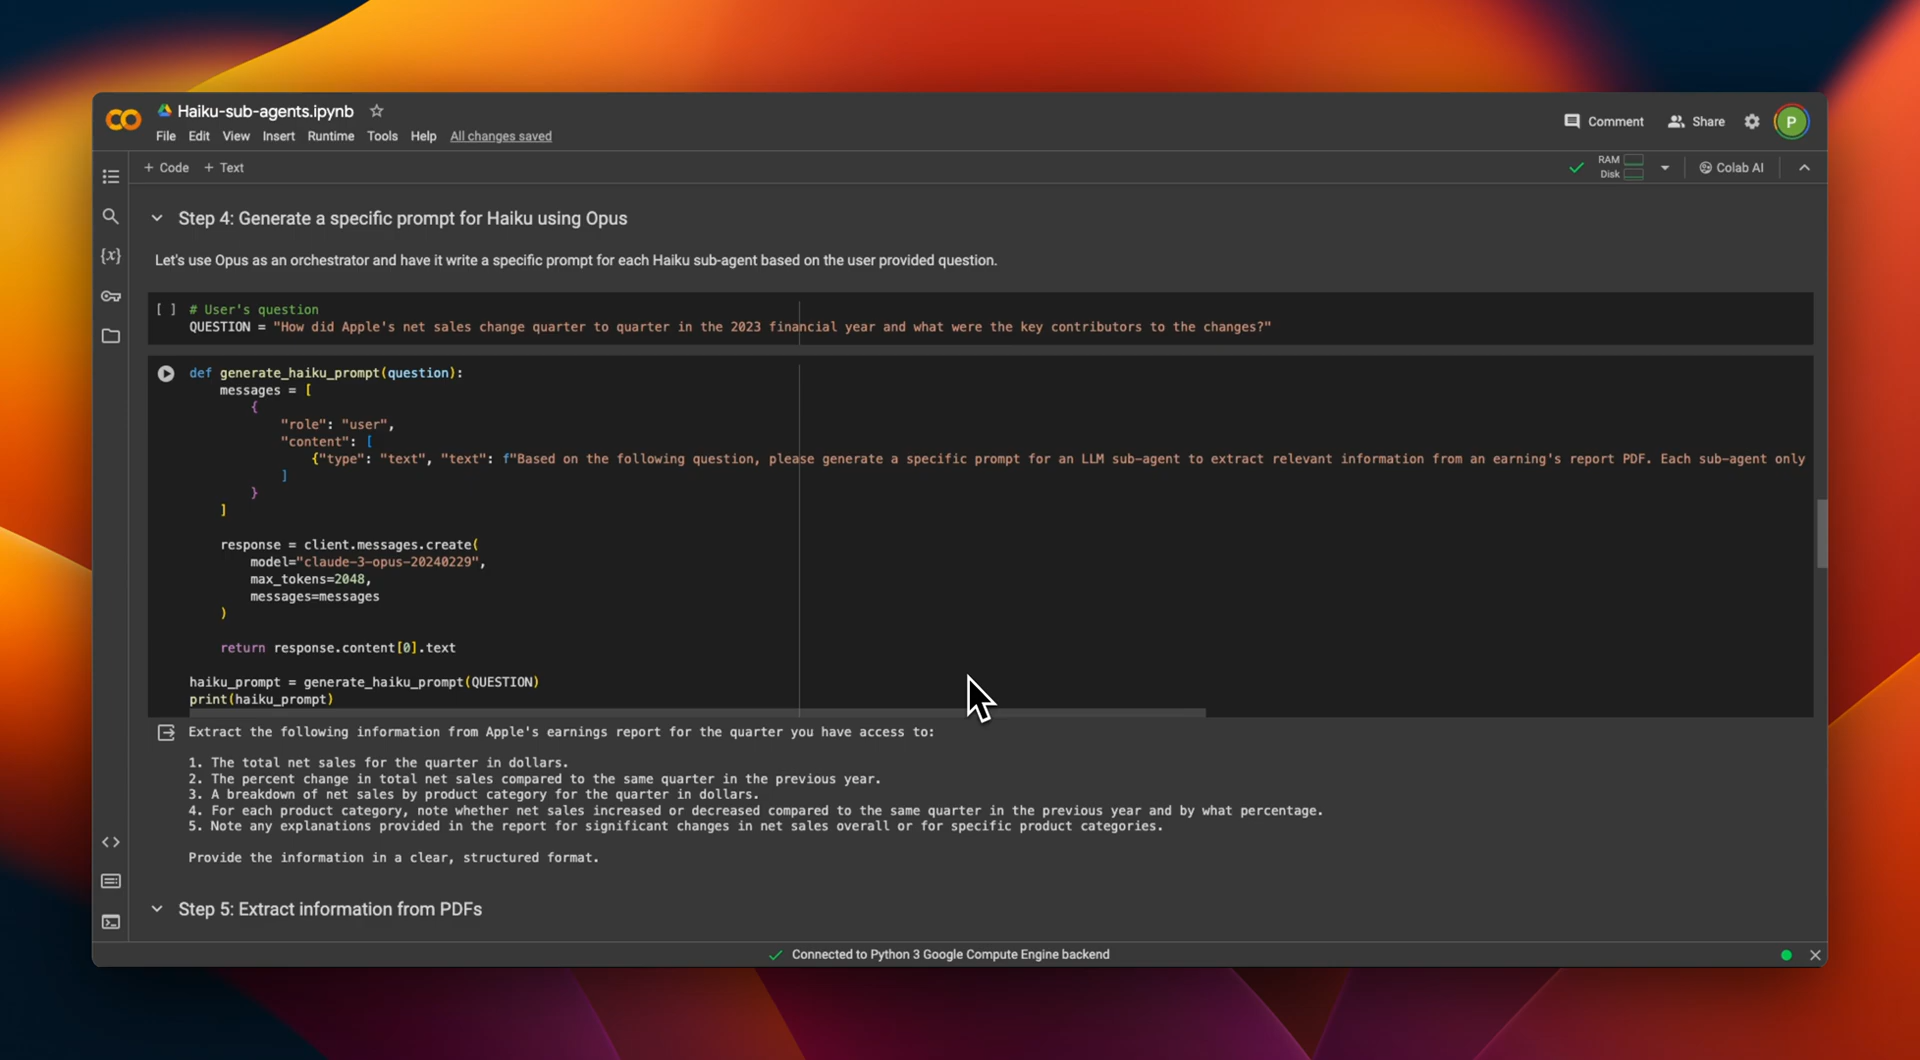 Haiku-sub-agents.ipynb
File Edit View Insert Runtime Tools Help All changes saved
Comment Share P
+ Code + Text
RAM
Disk
Colab AI
{x}
Step 4: Generate a specific prompt for Haiku using Opus
Let's use Opus as an orchestrator and have it write a specific prompt for each Haiku sub-agent based on the user provided question.
[ ] # User's question
QUESTION = "How did Apple's net sales change quarter to quarter in the 2023 financial year and what were the key contributors to the changes?"
def generate_haiku_prompt(question):
    messages = [
        {
            "role": "user",
            "content": [
                {"type": "text", "text": f"Based on the following question, please generate a specific prompt for an LLM sub-agent to extract relevant information from an earning's report PDF. Each sub-agent only
            ]
        }
    ]
    response = client.messages.create(
        model="claude-3-opus-20240229",
        max_tokens=2048,
        messages=messages
    )
    return response.content[0].text
haiku_prompt = generate_haiku_prompt(QUESTION)
print(haiku_prompt)
Extract the following information from Apple's earnings report for the quarter you have access to:
1. The total net sales for the quarter in dollars.
2. The percent change in total net sales compared to the same quarter in the previous year.
3. A breakdown of net sales by product category for the quarter in dollars.
4. For each product category, note whether net sales increased or decreased compared to the same quarter in the previous year and by what percentage.
5. Note any explanations provided in the report for significant changes in net sales overall or for specific product categories.
Provide the information in a clear, structured format.
Step 5: Extract information from PDFs
Connected to Python 3 Google Compute Engine backend